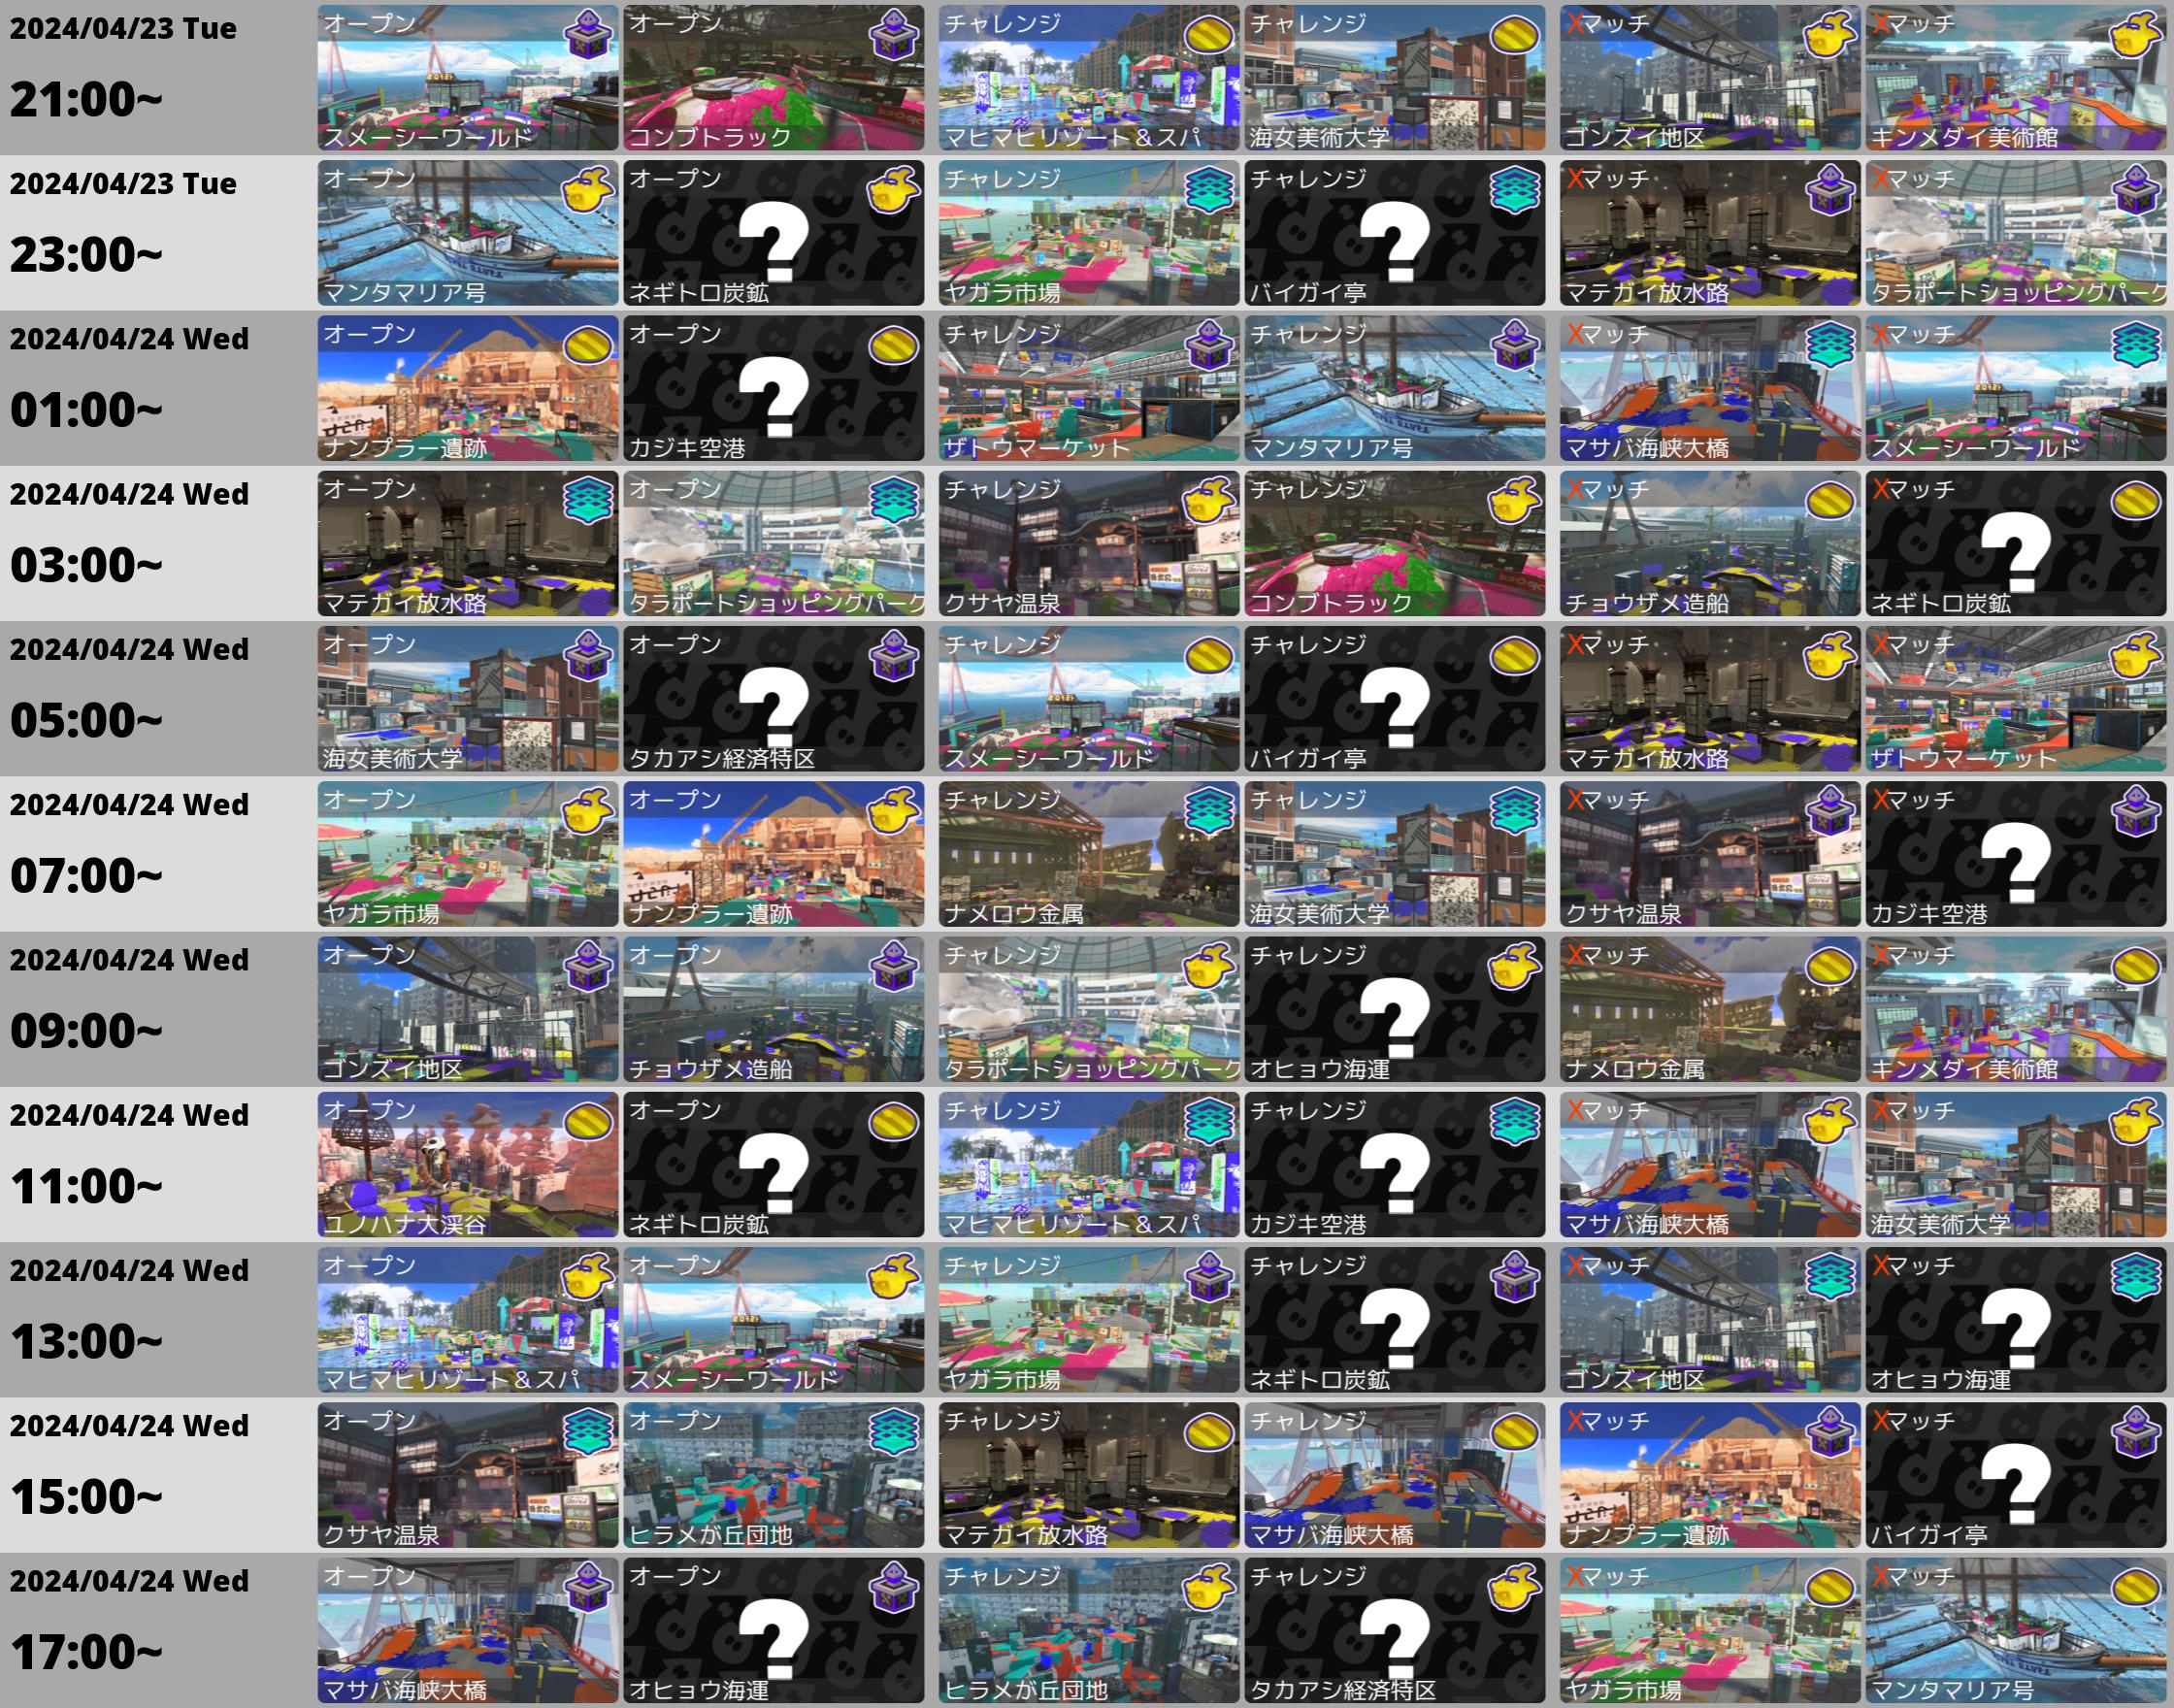 2024/04/23 Tue
21:00~
オープン
スメーシーワールド
オープン
コンブトラック
チャレンジ
マヒマヒリゾート＆スパ
チャレンジ
海女美術大学
Xマッチ
ゴンズイ地区
Xマッチ
キンメダイ美術館
2024/04/23 Tue
23:00~
オープン
マンタマリア号
オープン
ネギトロ炭鉱
チャレンジ
ヤガラ市場
チャレンジ
バイガイ亭
Xマッチ
マテガイ放水路
Xマッチ
タラポートショッピングパーク
2024/04/24 Wed
01:00~
オープン
ナンプラー遺跡
オープン
カジキ空港
チャレンジ
ザトウマーケット
チャレンジ
マンタマリア号
Xマッチ
マサバ海峡大橋
Xマッチ
スメーシーワールド
2024/04/24 Wed
03:00~
オープン
マテガイ放水路
オープン
タラポートショッピングパーク
チャレンジ
クサヤ温泉
チャレンジ
コンブトラック
Xマッチ
チョウザメ造船
Xマッチ
ネギトロ炭鉱
2024/04/24 Wed
05:00~
オープン
海女美術大学
オープン
タカアシ経済特区
チャレンジ
スメーシーワールド
チャレンジ
バイガイ亭
Xマッチ
マテガイ放水路
Xマッチ
ザトウマーケット
2024/04/24 Wed
07:00~
オープン
ヤガラ市場
オープン
ナンプラー遺跡
チャレンジ
ナメロウ金属
チャレンジ
海女美術大学
Xマッチ
クサヤ温泉
Xマッチ
カジキ空港
2024/04/24 Wed
09:00~
オープン
ゴンズイ地区
オープン
チョウザメ造船
チャレンジ
タラポートショッピングパーク
チャレンジ
オヒョウ海運
Xマッチ
ナメロウ金属
Xマッチ
キンメダイ美術館
2024/04/24 Wed
11:00~
オープン
ユノハナ大渓谷
オープン
ネギトロ炭鉱
チャレンジ
マヒマヒリゾート＆スパ
チャレンジ
カジキ空港
Xマッチ
マサバ海峡大橋
Xマッチ
海女美術大学
2024/04/24 Wed
13:00~
オープン
マヒマヒリゾート＆スパ
オープン
スメーシーワールド
チャレンジ
ヤガラ市場
チャレンジ
ネギトロ炭鉱
Xマッチ
ゴンズイ地区
Xマッチ
オヒョウ海運
2024/04/24 Wed
15:00~
オープン
クサヤ温泉
オープン
ヒラメが丘団地
チャレンジ
マテガイ放水路
チャレンジ
マサバ海峡大橋
Xマッチ
ナンプラー遺跡
Xマッチ
バイガイ亭
2024/04/24 Wed
17:00~
オープン
マサバ海峡大橋
オープン
オヒョウ海運
チャレンジ
ヒラメが丘団地
チャレンジ
タカアシ経済特区
Xマッチ
ヤガラ市場
Xマッチ
マンタマリア号